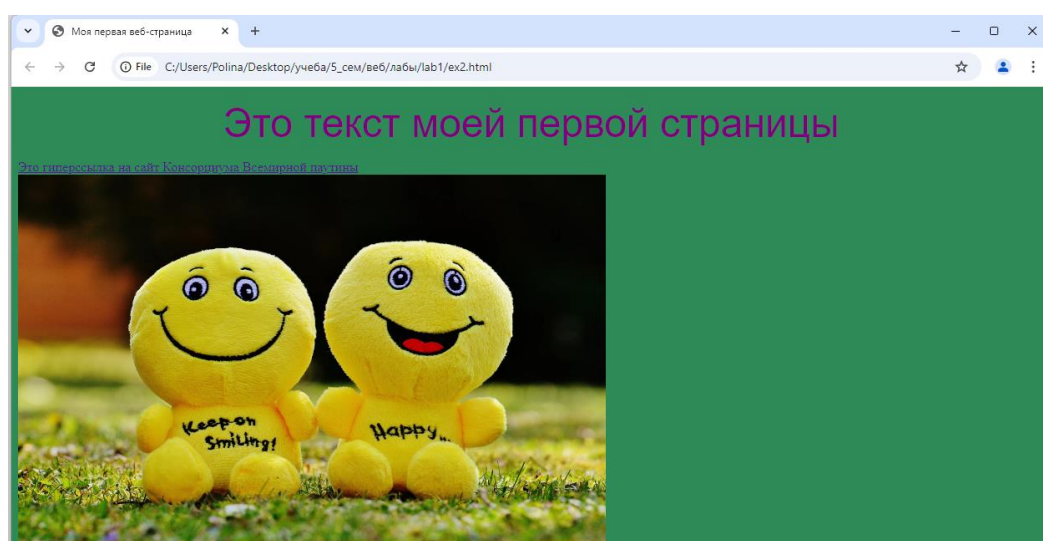 Моя первая веб-страница
File C:/Users/Polina/Desktop/учеба/5_сем/веб/лабы/lab1/ex2.html
Это текст моей первой страницы
Это гиперссылка на сайт Консорциума Всемирной паутины
Keep on
Smiling!
Happy...